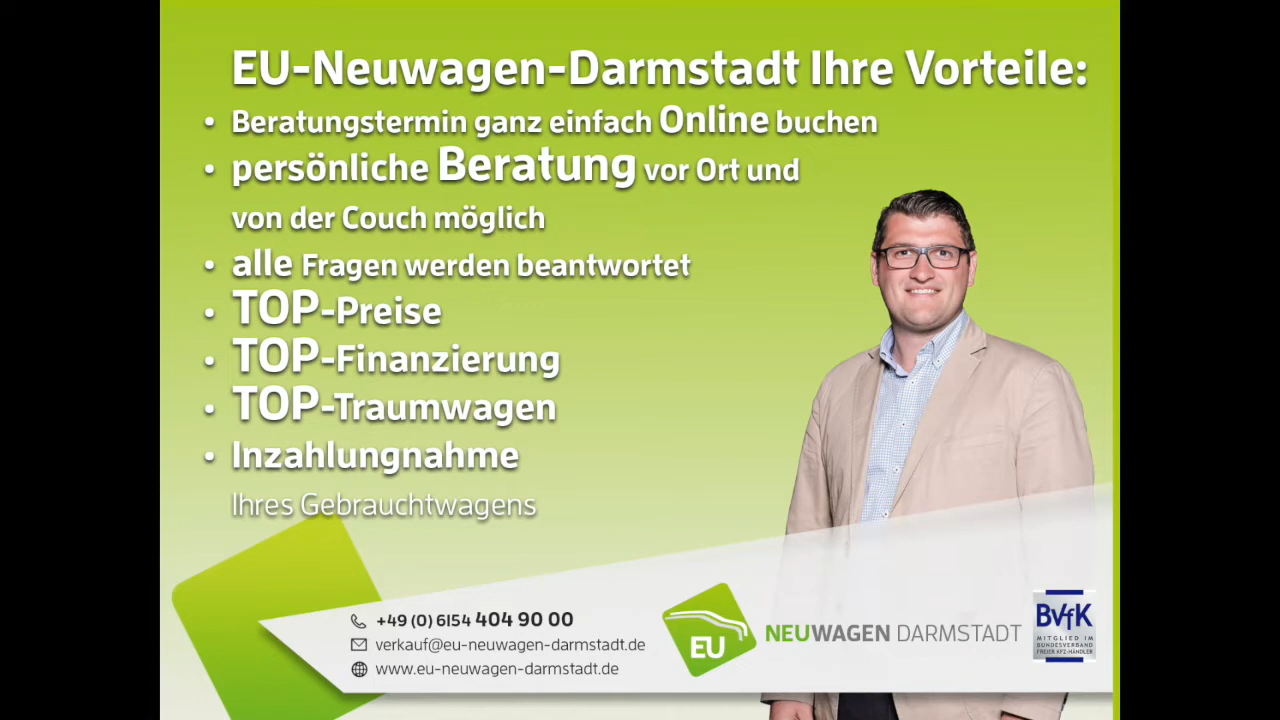 EU-Neuwagen-Darmstadt Ihre Vorteile:
• Beratungstermin ganz einfach Online buchen
• persönliche Beratung vor Ort und
von der Couch möglich
• alle Fragen werden beantwortet
• TOP-Preise
• TOP-Finanzierung
• TOP-Traumwagen
• Inzahlungnahme
Ihres Gebrauchtwagens
+49 (0) 6154 404 90 00
verkauf@eu-neuwagen-darmstadt.de
www.eu-neuwagen-darmstadt.de
EU
NEUWAGEN DARMSTADT
BVfK
MITGLIED IM
BUNDESVERBAND
FREIER KFZ-HÄNDLER